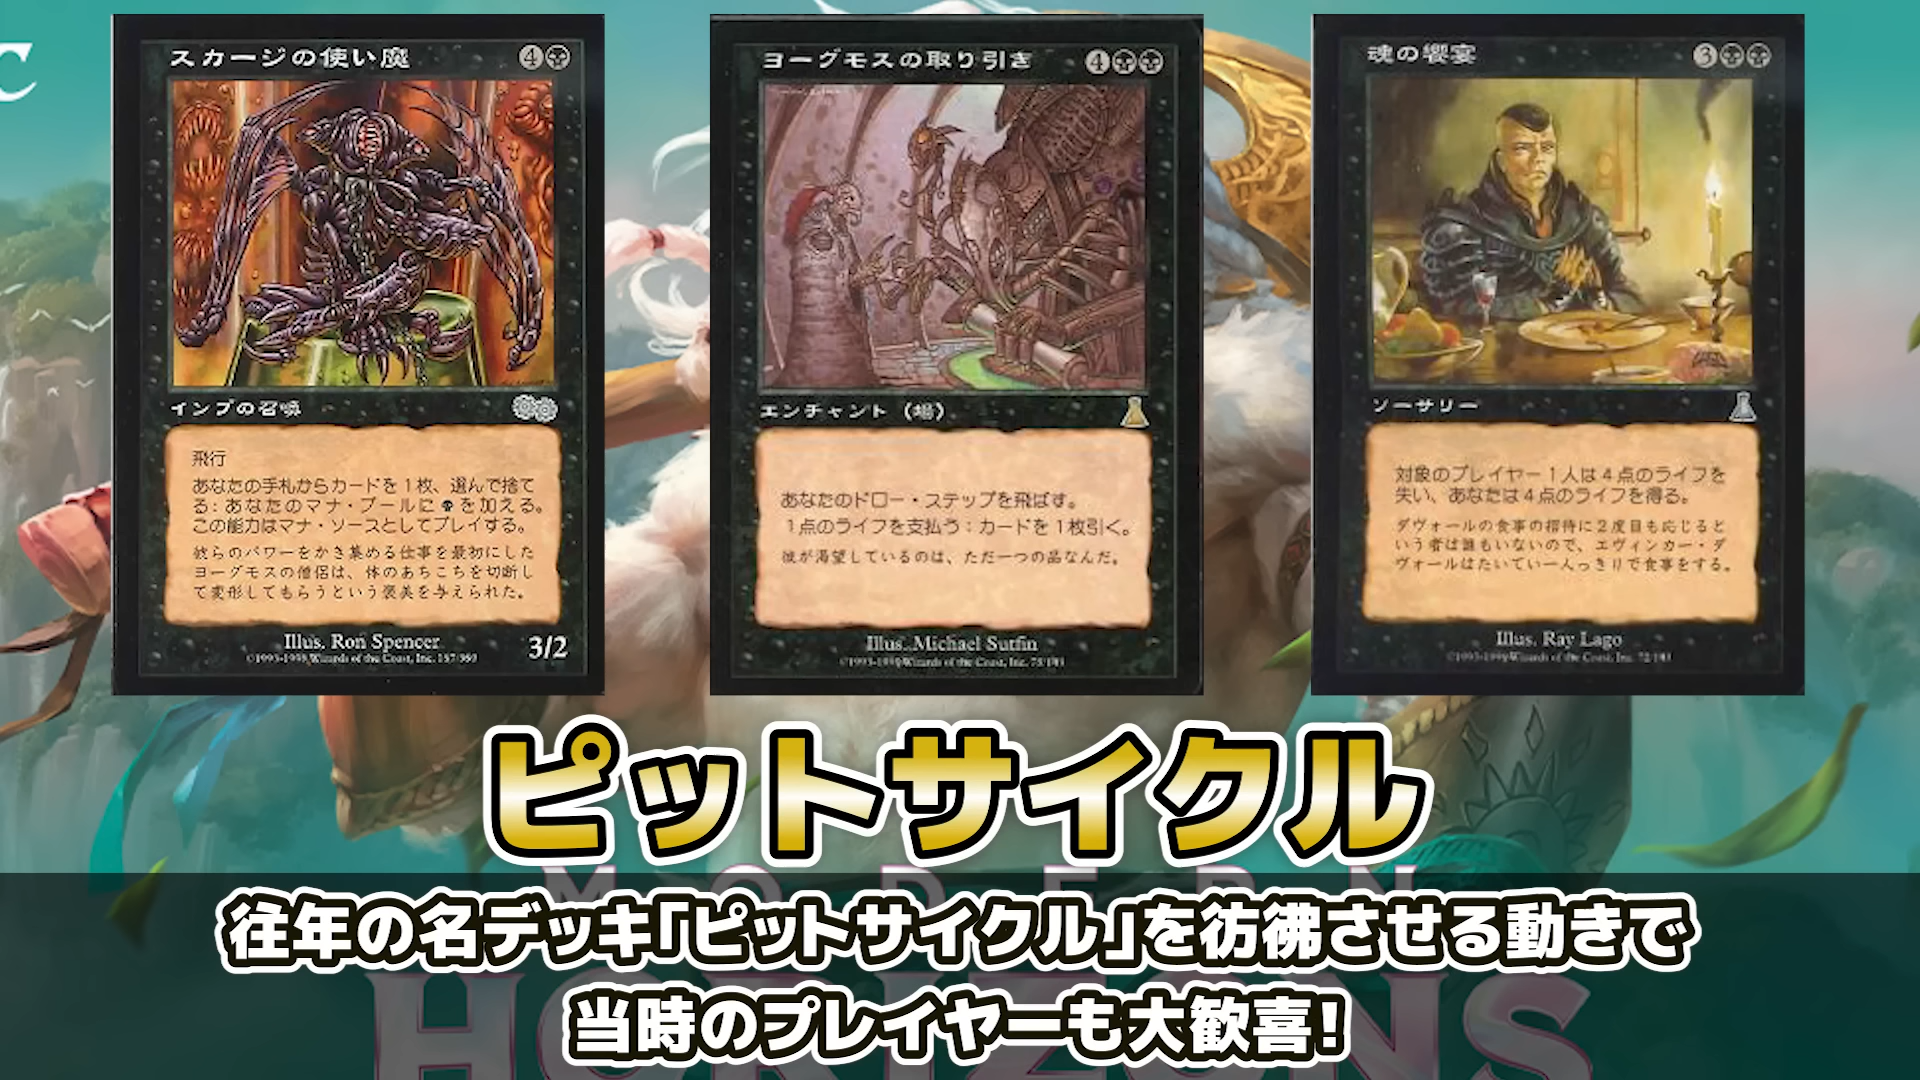 スカージの使い魔 4
インプの召喚
飛行
あなたの手札からカードを1枚、選んで捨て
る:あなたのマナ・プールに を加える。
この能力はマナ・ソースとしてプレイする。
彼らのパワーをかき集める仕事を最初にした
ヨーグモスの僧侶は、体のあちこちを切断し
て変形してもらうという褒美を与えられた。
Illus. Ron Spencer
3/2
ヨーグモスの取り引き 4
エンチャント（場）
あなたのドロー・ステップを飛ばす。
1点のライフを支払う:カードを1枚引く。
彼が渇望しているのは、ただ一つの品なんだ。
Illus. Michael Sutfin
魂の饗宴 3
ソーサリー
対象のプレイヤー1人は4点のライフを
失い、あなたは4点のライフを得る。
ダヴォールの食事の招待に2度目も応じると
いう者は誰もいないので、エヴィンカー・ダ
ヴォールはたいてい一人っきりで食事をする。
Illus. Ray Lago
ピットサイクル
MODERN
往年の名デッキ「ピットサイクル」を彷彿させる動きで
HORIZONS
当時のプレイヤーも大歓喜!